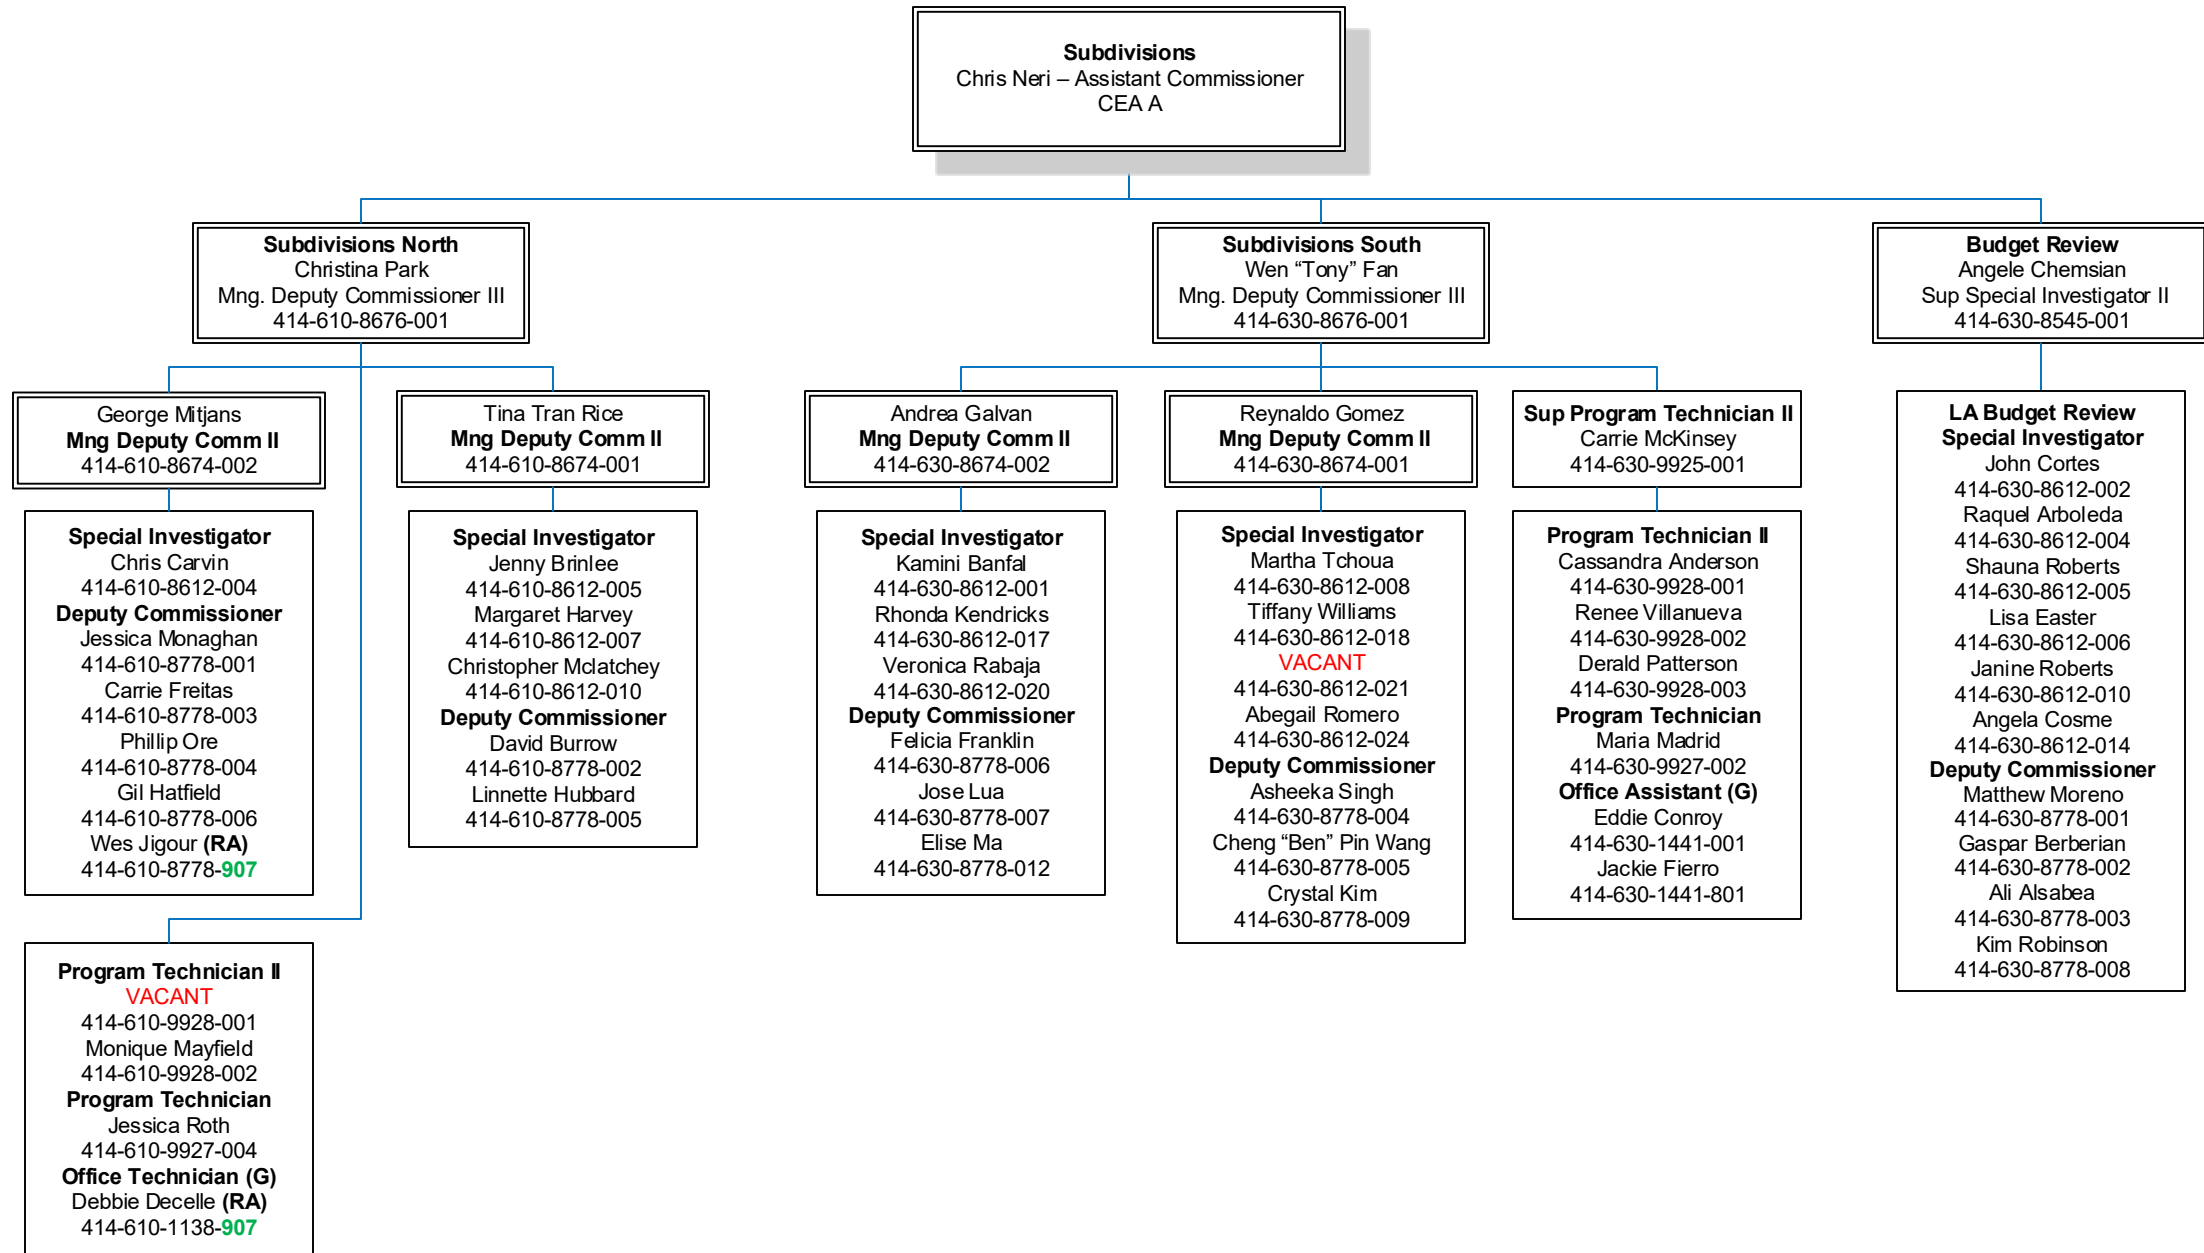 Subdivisions
Chris Neri – Assistant Commissioner
CEA A
Subdivisions North
Christina Park
Mng. Deputy Commissioner III
414-610-8676-001
Subdivisions South
Wen “Tony” Fan
Mng. Deputy Commissioner III
414-630-8676-001
Budget Review
Angele Chemsian
Sup Special Investigator II
414-630-8545-001
George Mitjans
Mng Deputy Comm II
414-610-8674-002
Tina Tran Rice
Mng Deputy Comm II
414-610-8674-001
Andrea Galvan
Mng Deputy Comm II
414-630-8674-002
Reynaldo Gomez
Mng Deputy Comm II
414-630-8674-001
Sup Program Technician II
Carrie McKinsey
414-630-9925-001
LA Budget Review
Special Investigator
John Cortes
414-630-8612-002
Raquel Arboleda
414-630-8612-004
Shauna Roberts
414-630-8612-005
Lisa Easter
414-630-8612-006
Janine Roberts
414-630-8612-010
Angela Cosme
414-630-8612-014
Deputy Commissioner
Matthew Moreno
414-630-8778-001
Gaspar Berberian
414-630-8778-002
Ali Alsabea
414-630-8778-003
Kim Robinson
414-630-8778-008
Special Investigator
Chris Carvin
414-610-8612-004
Deputy Commissioner
Jessica Monaghan
414-610-8778-001
Carrie Freitas
414-610-8778-003
Phillip Ore
414-610-8778-004
Gil Hatfield
414-610-8778-006
Wes Jigour (RA)
414-610-8778-907
Special Investigator
Jenny Brinlee
414-610-8612-005
Margaret Harvey
414-610-8612-007
Christopher Mclatchey
414-610-8612-010
Deputy Commissioner
David Burrow
414-610-8778-002
Linnette Hubbard
414-610-8778-005
Special Investigator
Kamini Banfal
414-630-8612-001
Rhonda Kendricks
414-630-8612-017
Veronica Rabaja
414-630-8612-020
Deputy Commissioner
Felicia Franklin
414-630-8778-006
Jose Lua
414-630-8778-007
Elise Ma
414-630-8778-012
Special Investigator
Martha Tchoua
414-630-8612-008
Tiffany Williams
414-630-8612-018
VACANT
414-630-8612-021
Abegail Romero
414-630-8612-024
Deputy Commissioner
Asheeka Singh
414-630-8778-004
Cheng “Ben” Pin Wang
414-630-8778-005
Crystal Kim
414-630-8778-009
Program Technician II
Cassandra Anderson
414-630-9928-001
Renee Villanueva
414-630-9928-002
Derald Patterson
414-630-9928-003
Program Technician
Maria Madrid
414-630-9927-002
Office Assistant (G)
Eddie Conroy
414-630-1441-001
Jackie Fierro
414-630-1441-801
Program Technician II
VACANT
414-610-9928-001
Monique Mayfield
414-610-9928-002
Program Technician
Jessica Roth
414-610-9927-004
Office Technician (G)
Debbie Decelle (RA)
414-610-1138-907